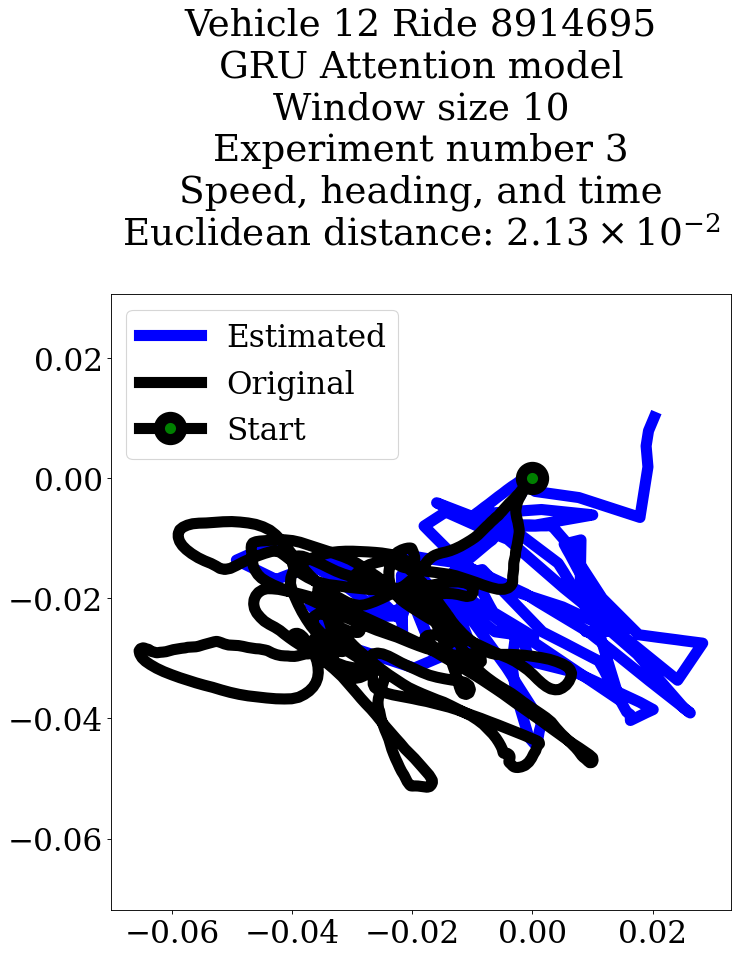 Vehicle 12 Ride 8914695
GRU Attention model
Window size 10
Experiment number 3
Speed, heading, and time
Euclidean distance: 2.13 × 10⁻²
Estimated
Original
Start
0.02
0.00
−0.02
−0.04
−0.06
−0.06 −0.04 −0.02 0.00 0.02